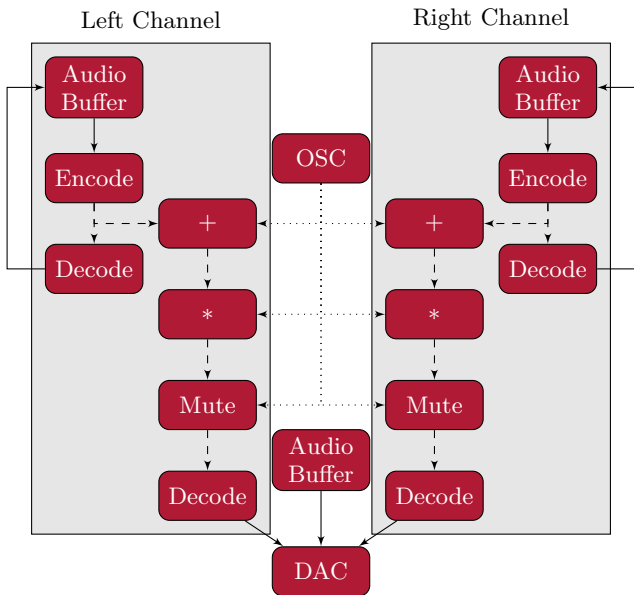 Left Channel
Right Channel
Audio
Buffer
Audio
Buffer
OSC
Encode
Encode
+
+
Decode
Decode
*
*
Mute
Mute
Audio
Buffer
Decode
Decode
DAC